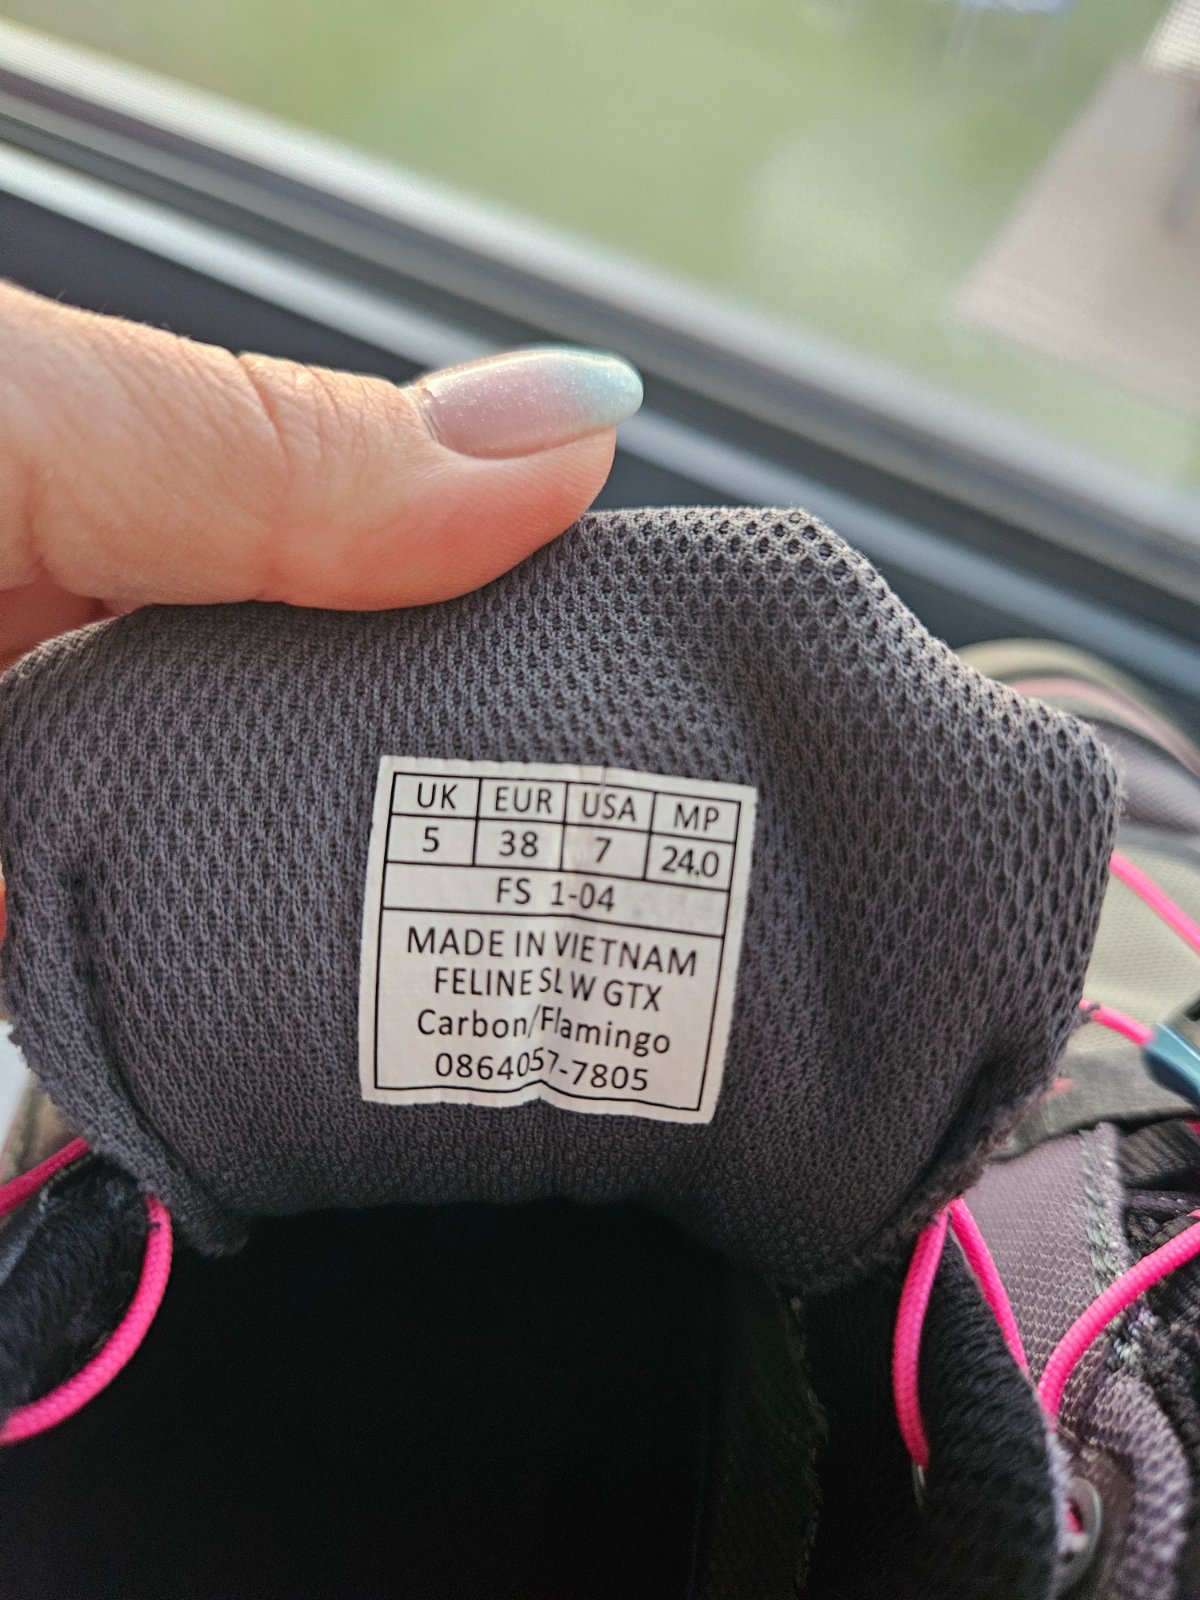 UK EUR USA MP
5 38 7 24.0
FS 1-04
MADE IN VIETNAM
FELINE SL W GTX
Carbon/Flamingo
0864057-7805